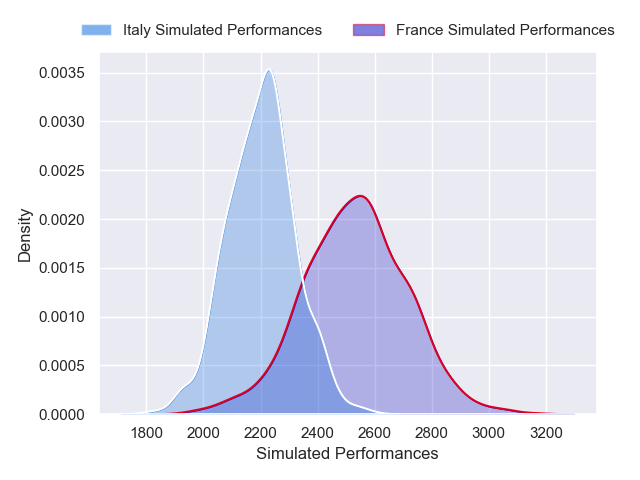 Italy Simulated Performances France Simulated Performances
0.0035
0.0030
0.0025
0.0020
0.0015
0.0010
0.0005
0.0000
Density
1800 2000 2200 2400 2600 2800 3000 3200
Simulated Performances